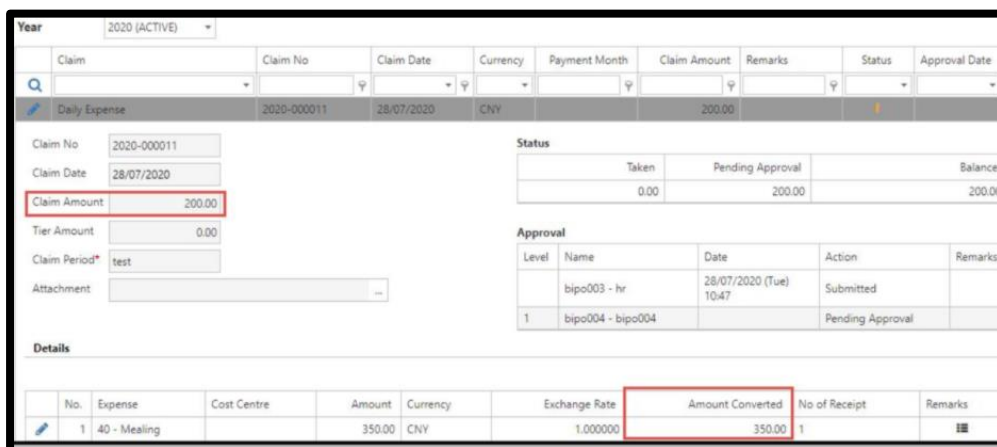 Year 2020 (ACTIVE)
Claim Claim No Claim Date Currency Payment Month Claim Amount Remarks Status Approval Date
Daily Expense 2020-000011 28/07/2020 CNY 200.00
Claim No 2020-000011
Claim Date 28/07/2020
Claim Amount 200.00
Tier Amount 0.00
Claim Period* test
Attachment ...
Status
Taken Pending Approval Balance
0.00 200.00 200.00
Approval
Level Name Date Action Remarks
bipo003 - hr 28/07/2020 (Tue) Submitted
10:47
1 bipo004 - bipo004 Pending Approval
Details
No. Expense Cost Centre Amount Currency Exchange Rate Amount Converted No of Receipt Remarks
1 40 - Mealing 350.00 CNY 1.000000 350.00 1